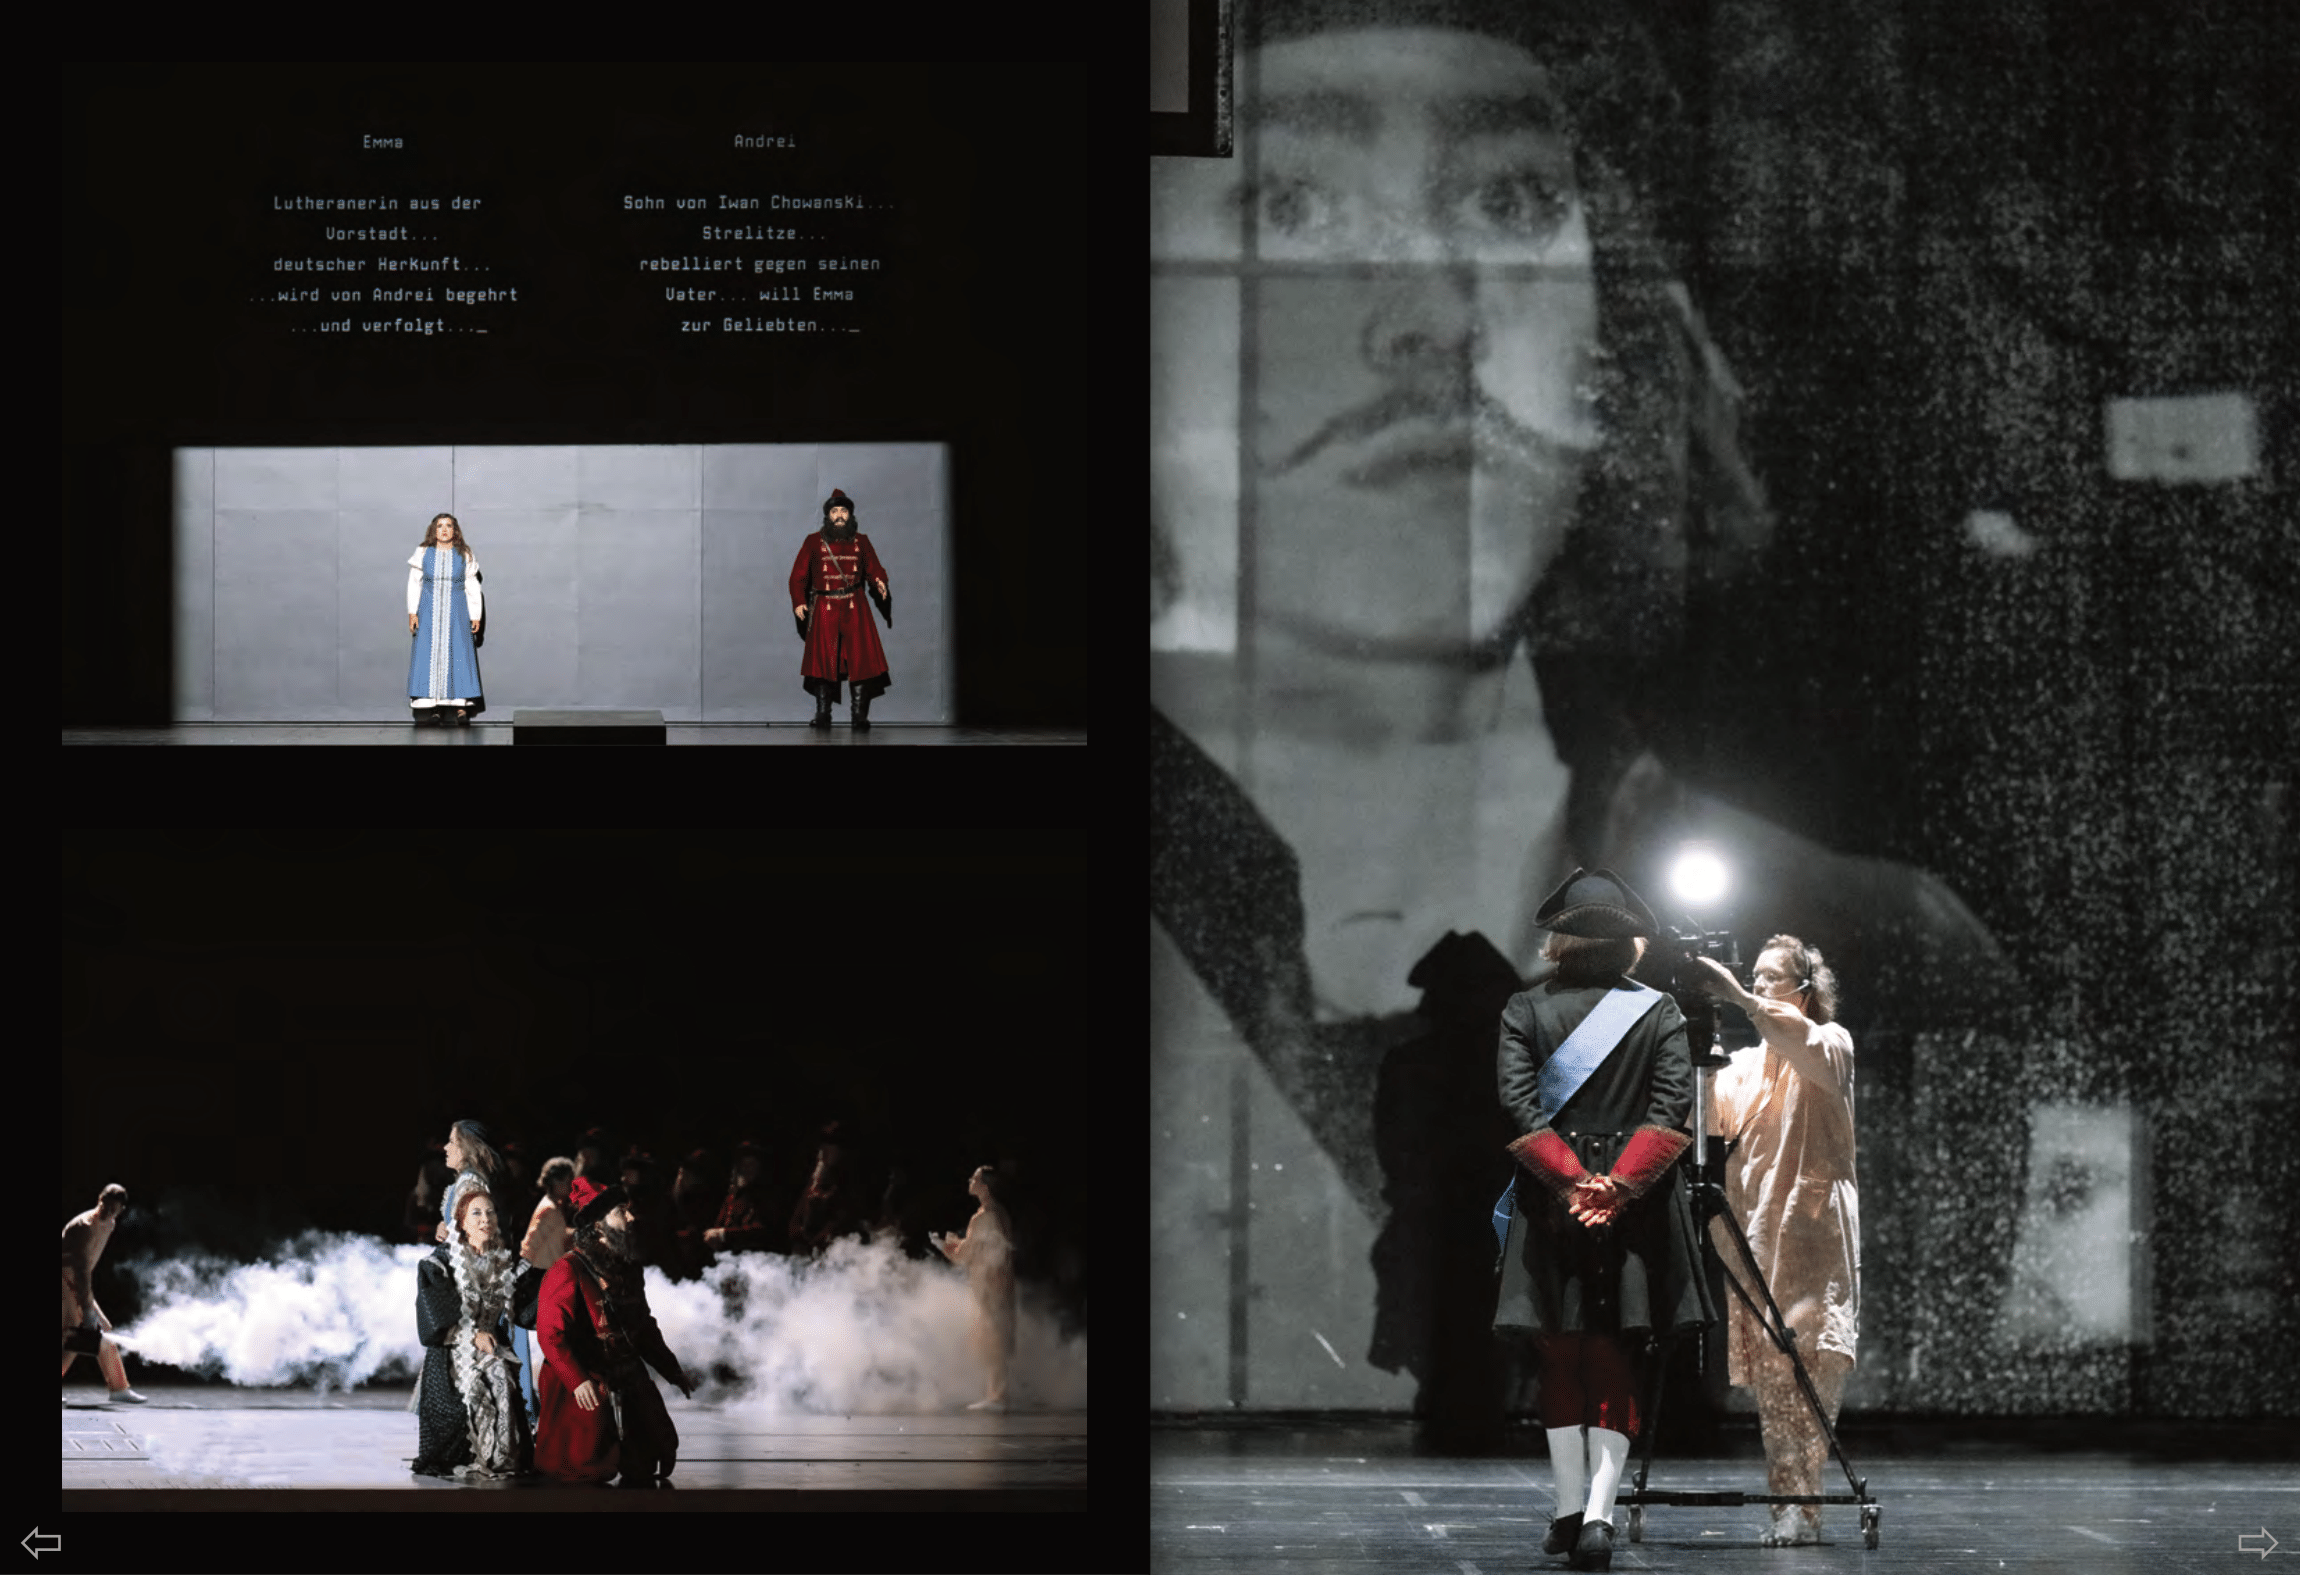 Emma
Lutheranerin aus der
Vorstadt...
deutscher Herkunft...
...wird von Andrei begehrt
...und verfolgt..._
Andrei
Sohn von Iwan Chowanski...
Strelitze...
rebelliert gegen seinen
Vater... will Emma
zur Geliebten..._